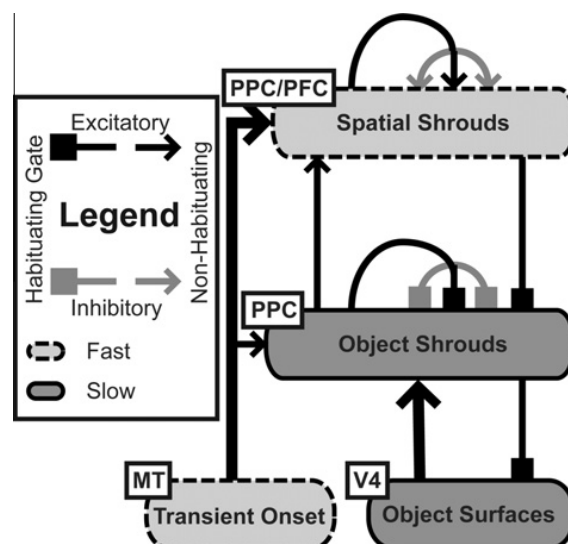 PPC/PFC
Spatial Shrouds
Habituating Gate
Excitatory
Legend
Inhibitory
Non-Habituating
Fast
Slow
PPC
Object Shrouds
MT
Transient Onset
V4
Object Surfaces